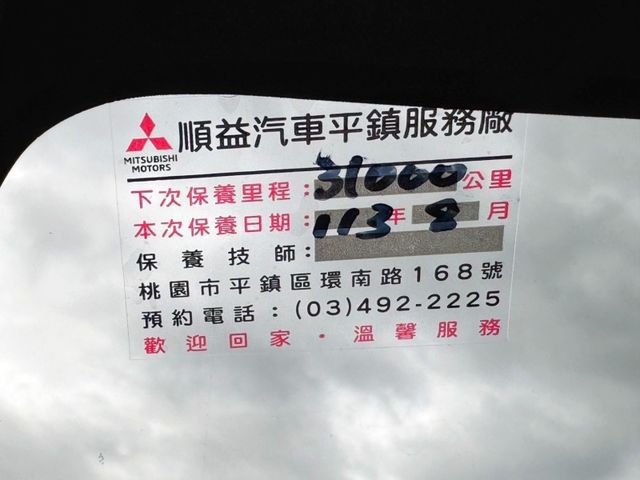 順益汽車平鎮服務廠
MITSUBISHI
MOTORS
下次保養里程：31000公里
本次保養日期：113年8月
保養技師：
桃園市平鎮區環南路168號
預約電話：(03)492-2225
歡迎回家・溫馨服務